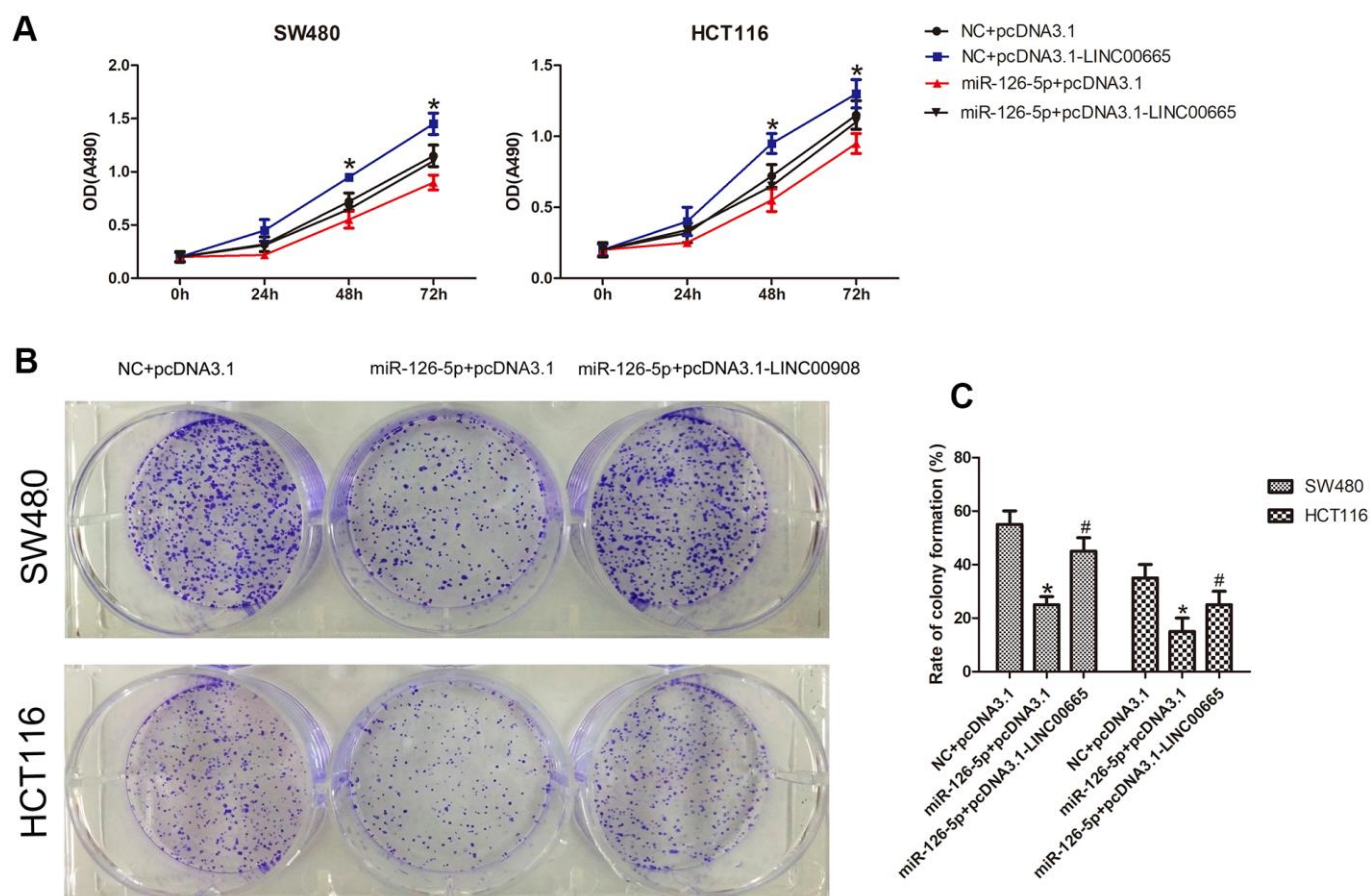 A
SW480
HCT116
NC+pcDNA3.1
NC+pcDNA3.1-LINC00665
miR-126-5p+pcDNA3.1
miR-126-5p+pcDNA3.1-LINC00665
OD(A490)
2.0
1.5
1.0
0.5
0.0
0h
24h
48h
72h
*
*
OD(A490)
1.5
1.0
0.5
0.0
0h
24h
48h
72h
*
*
B
NC+pcDNA3.1
miR-126-5p+pcDNA3.1
miR-126-5p+pcDNA3.1-LINC00908
SW480
HCT116
C
Rate of colony formation (%)
80
60
40
20
0
*
#
*
#
SW480
HCT116
NC+pcDNA3.1
miR-126-5p+pcDNA3.1
miR-126-5p+pcDNA3.1-LINC00665
NC+pcDNA3.1
miR-126-5p+pcDNA3.1
miR-126-5p+pcDNA3.1-LINC00665